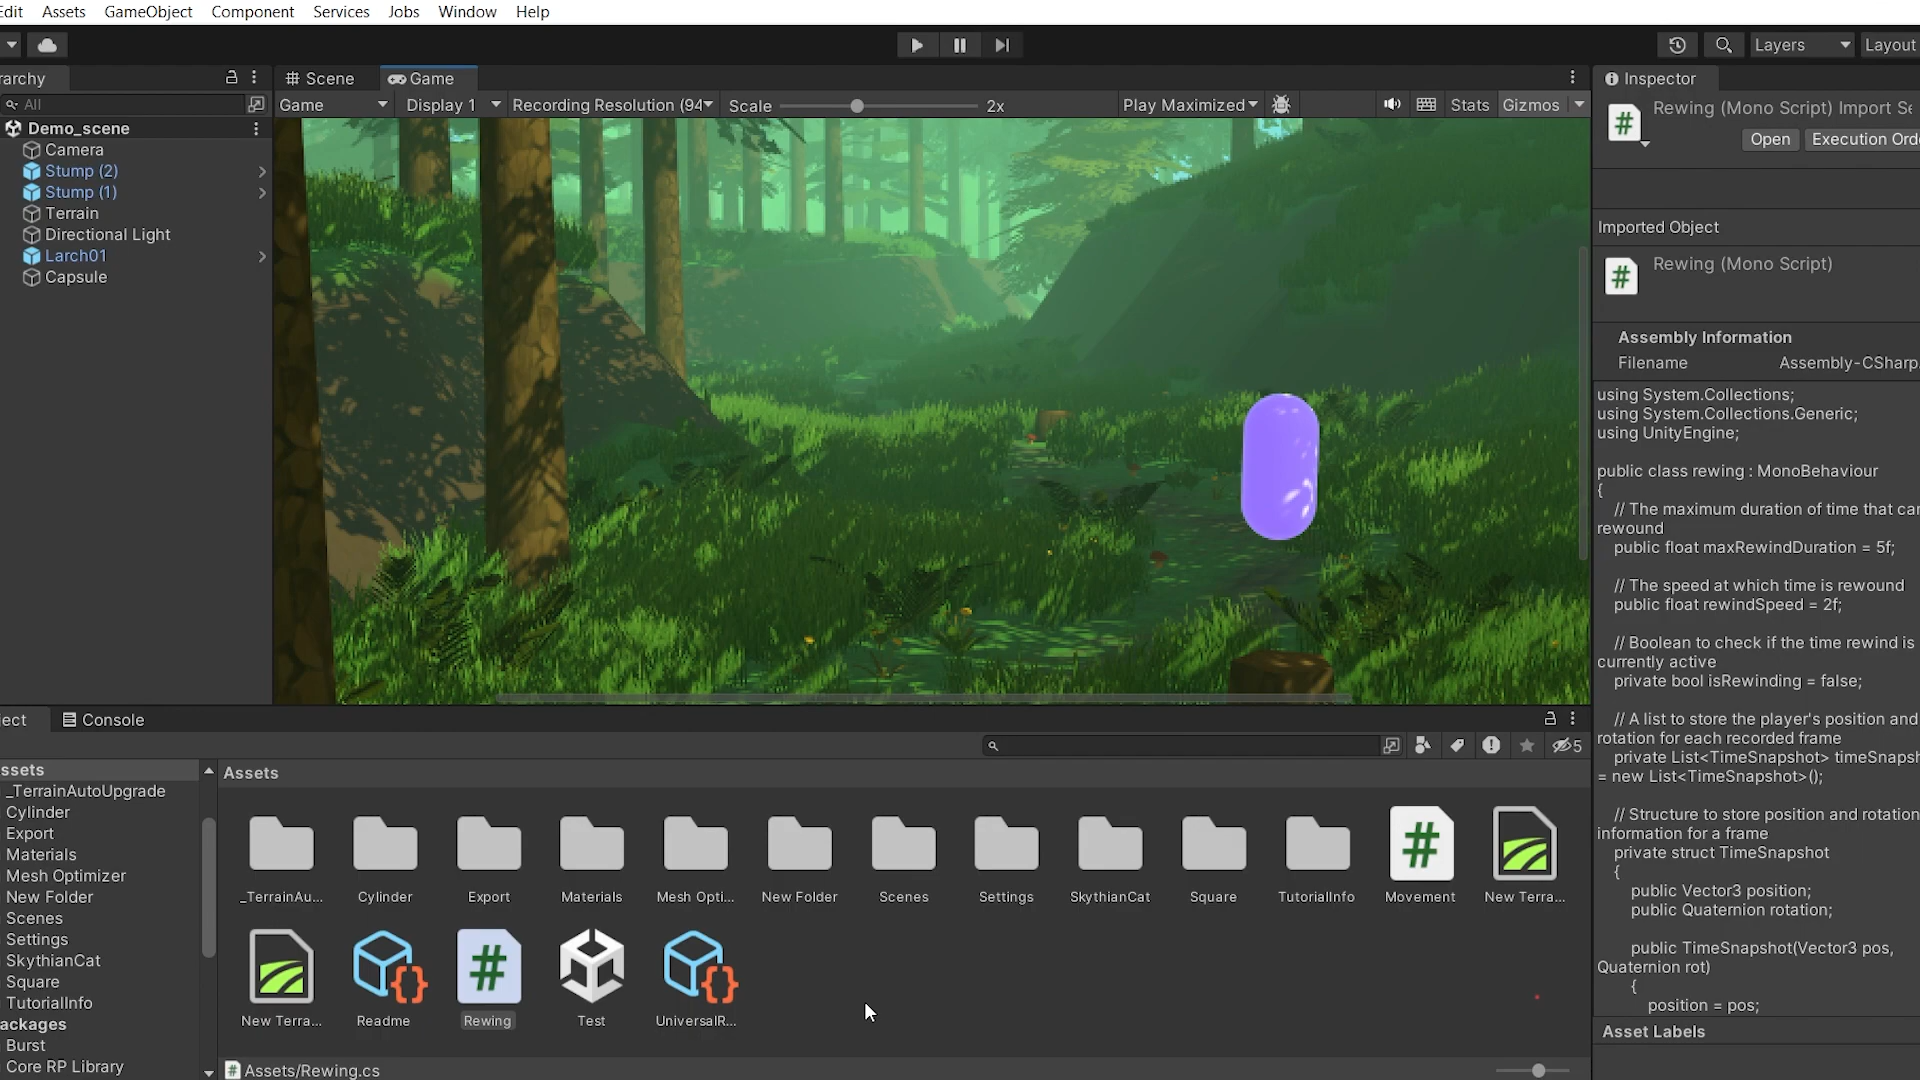 Edit Assets GameObject Component Services Jobs Window Help
Layers Layout
rarchy
All
Demo_scene
Camera
Stump (2)
Stump (1)
Terrain
Directional Light
Larch01
Capsule
Scene Game
Game Display 1 Recording Resolution (94 Scale 2x Play Maximized Stats Gizmos
Inspector
Rewing (Mono Script) Import Se
Open Execution Orde
Imported Object
Rewing (Mono Script)
Assembly Information
Filename Assembly-CSharp.
using System.Collections;
using System.Collections.Generic;
using UnityEngine;
public class rewing : MonoBehaviour
{
// The maximum duration of time that can
rewound
public float maxRewindDuration = 5f;
// The speed at which time is rewound
public float rewindSpeed = 2f;
// Boolean to check if the time rewind is
currently active
private bool isRewinding = false;
// A list to store the player's position and
rotation for each recorded frame
private List<TimeSnapshot> timeSnapsh
= new List<TimeSnapshot>();
// Structure to store position and rotation
information for a frame
private struct TimeSnapshot
{
public Vector3 position;
public Quaternion rotation;
public TimeSnapshot(Vector3 pos,
Quaternion rot)
{
position = pos;
Asset Labels
ject Console
5
ssets
_TerrainAutoUpgrade
Cylinder
Export
Materials
Mesh Optimizer
New Folder
Scenes
Settings
SkythianCat
Square
TutorialInfo
ackages
Burst
Core RP Library
Assets
_TerrainAu... Cylinder Export Materials Mesh Opti... New Folder Scenes Settings SkythianCat Square TutorialInfo Movement New Terra...
New Terra... Readme Rewing Test UniversalR...
Assets/Rewing.cs